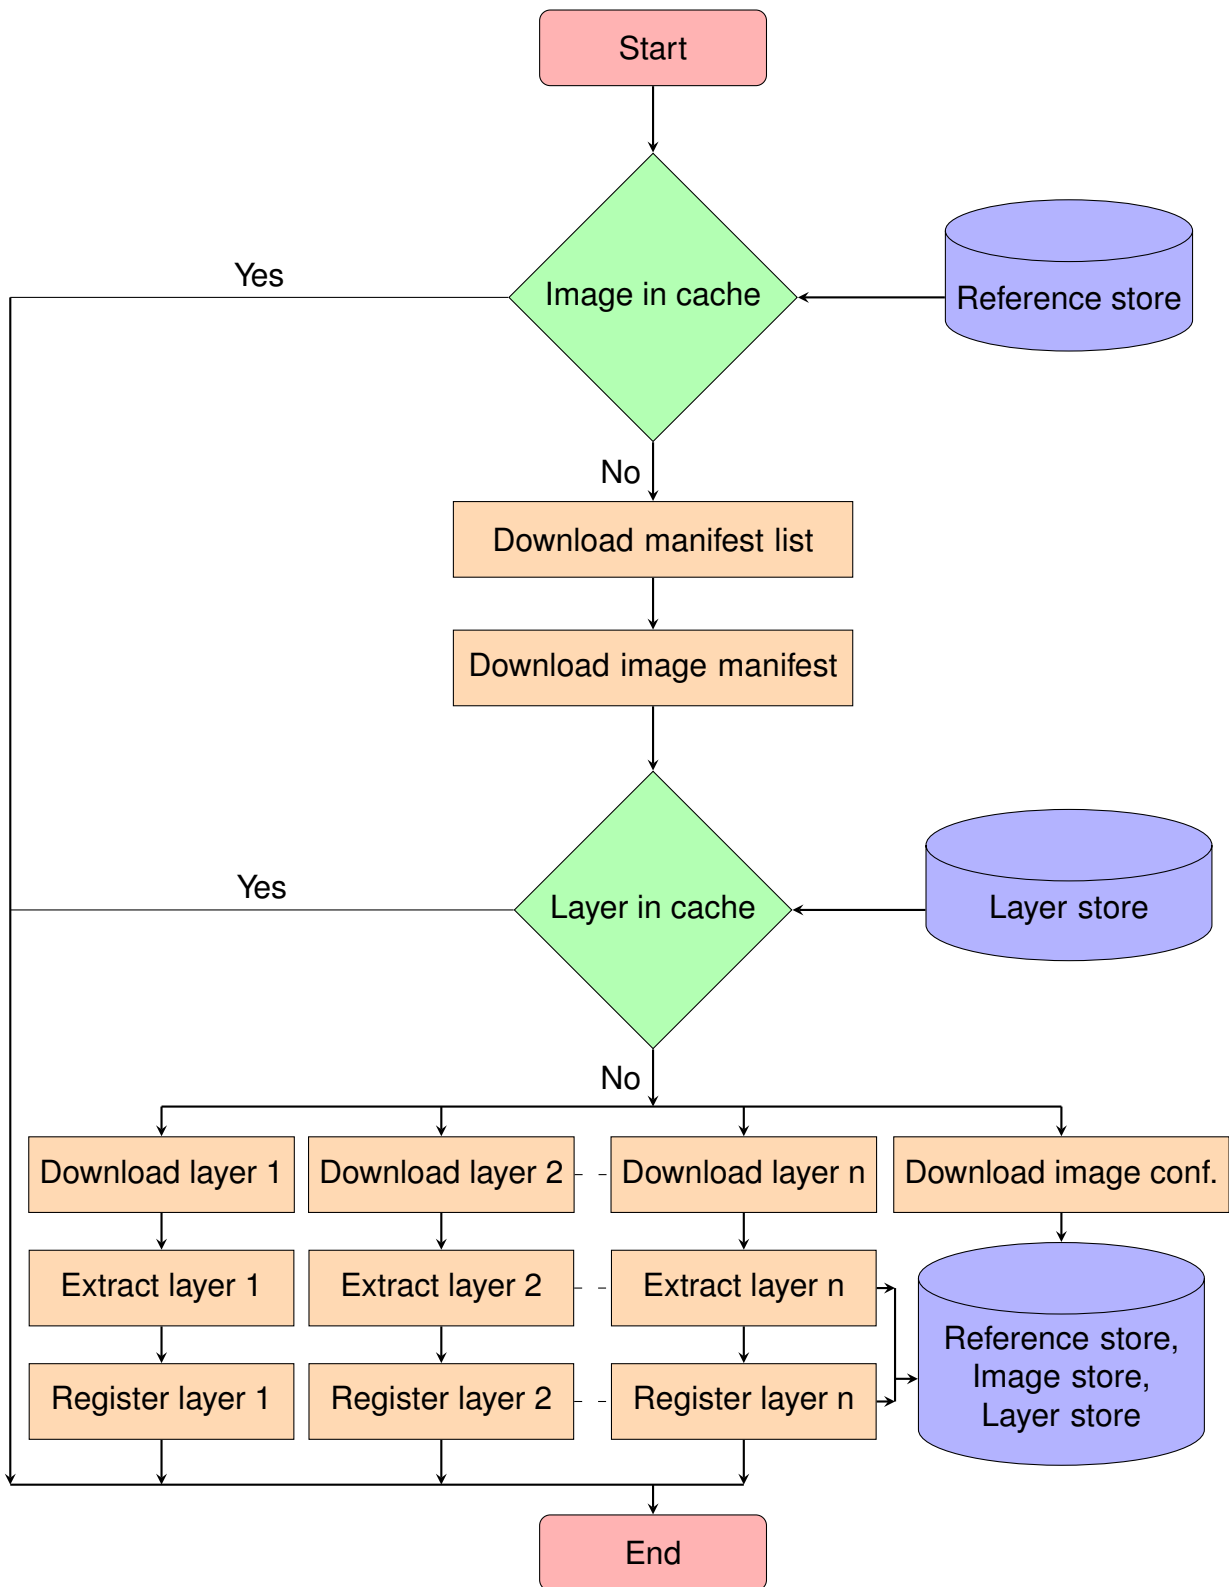 Start
Yes
Image in cache
Reference store
No
Download manifest list
Download image manifest
Yes
Layer in cache
Layer store
No
Download layer 1
Download layer 2
Download layer n
Download image conf.
Extract layer 1
Extract layer 2
Extract layer n
Reference store,
Image store,
Layer store
Register layer 1
Register layer 2
Register layer n
End